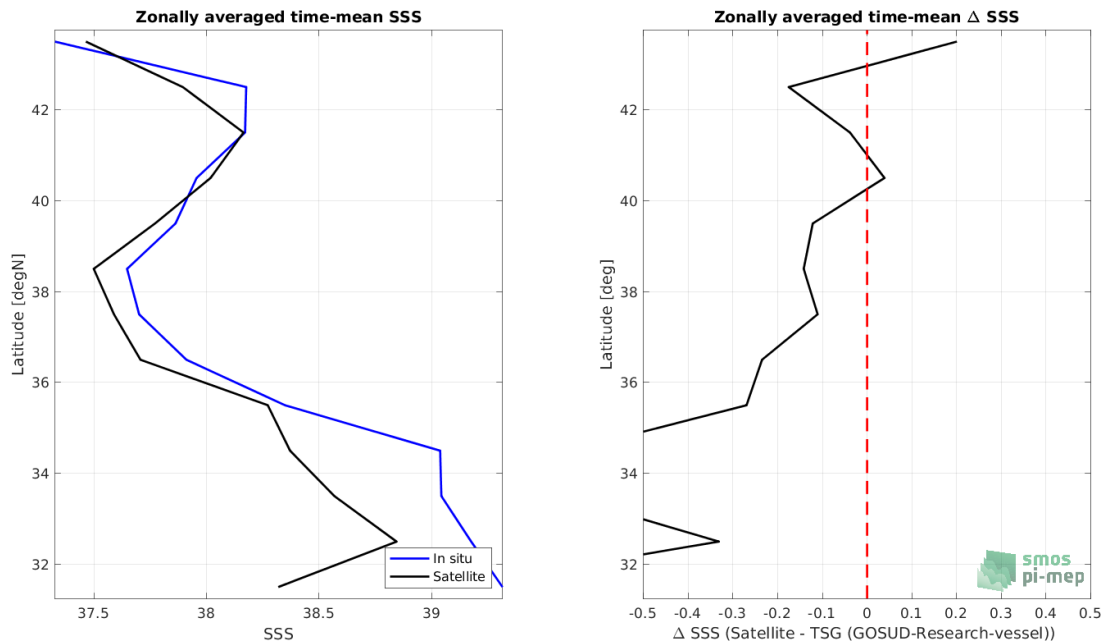 Zonally averaged time-mean SSS
42
40
38
36
34
32
Latitude [degN]
37.5
38
38.5
39
SSS
In situ
Satellite
Zonally averaged time-mean Δ SSS
42
40
38
36
34
32
Latitude [deg]
-0.5
-0.4
-0.3
-0.2
-0.1
0
0.1
0.2
0.3
0.4
0.5
Δ SSS (Satellite - TSG (GOSUD-Research-vessel))
smos
pi-mep